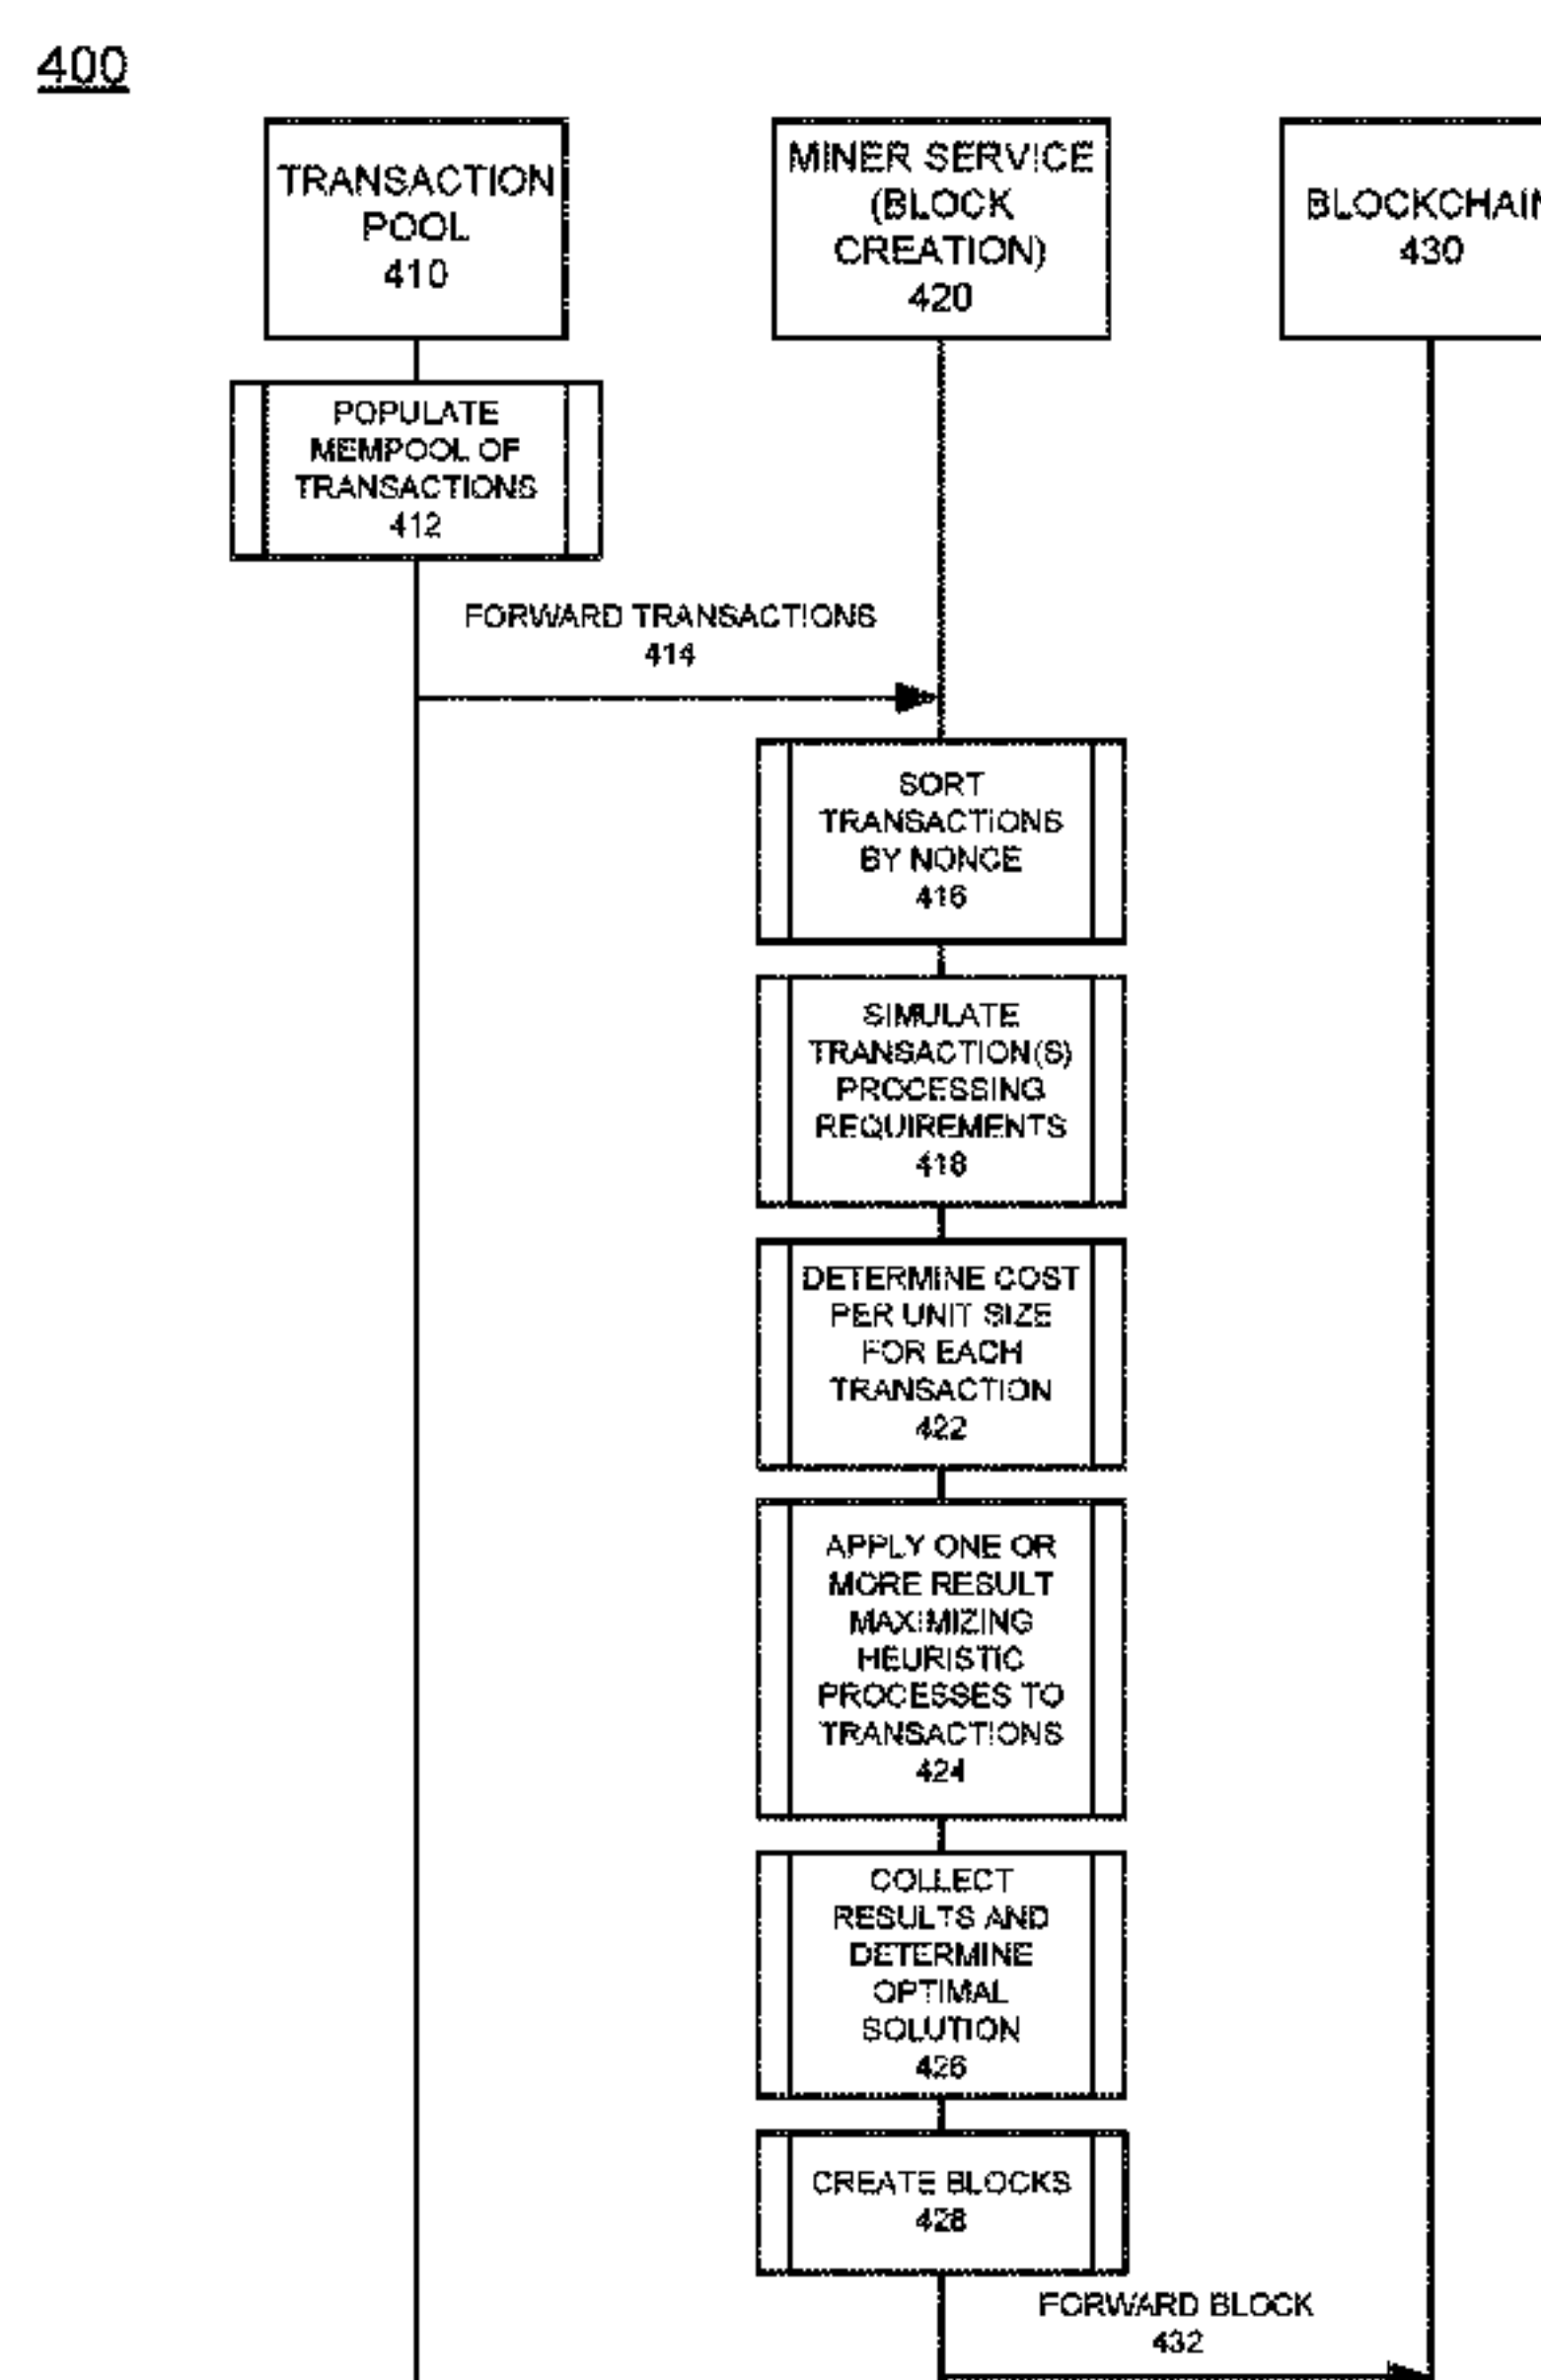 400
TRANSACTION
POOL
410
MINER SERVICE
(BLOCK
CREATION)
420
BLOCKCHAIN
430
POPULATE
MEMPOOL OF
TRANSACTIONS
412
FORWARD TRANSACTIONS
414
SORT
TRANSACTIONS
BY NONCE
416
SIMULATE
TRANSACTION(S)
PROCESSING
REQUIREMENTS
418
DETERMINE COST
PER UNIT SIZE
FOR EACH
TRANSACTION
422
APPLY ONE OR
MORE RESULT
MAXIMIZING
HEURISTIC
PROCESSES TO
TRANSACTIONS
424
COLLECT
RESULTS AND
DETERMINE
OPTIMAL
SOLUTION
426
CREATE BLOCKS
428
FORWARD BLOCK
432